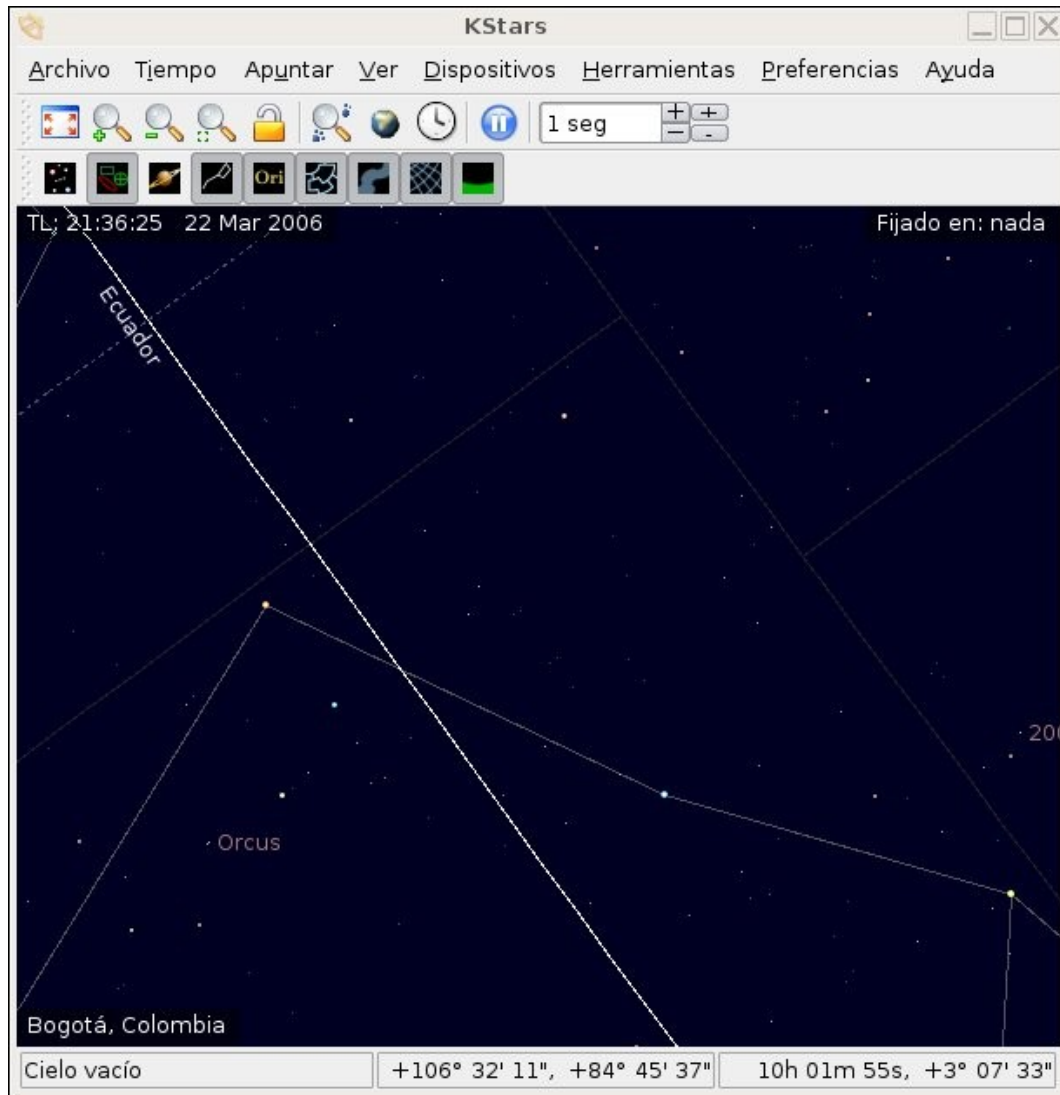 KStars
Archivo Tiempo Apuntar Ver Dispositivos Herramientas Preferencias Ayuda
1 seg
Ori
TL: 21:36:25 22 Mar 2006
Fijado en: nada
Ecuador
200
Orcus
Bogotá, Colombia
Cielo vacío
+106° 32' 11", +84° 45' 37"
10h 01m 55s, +3° 07' 33"